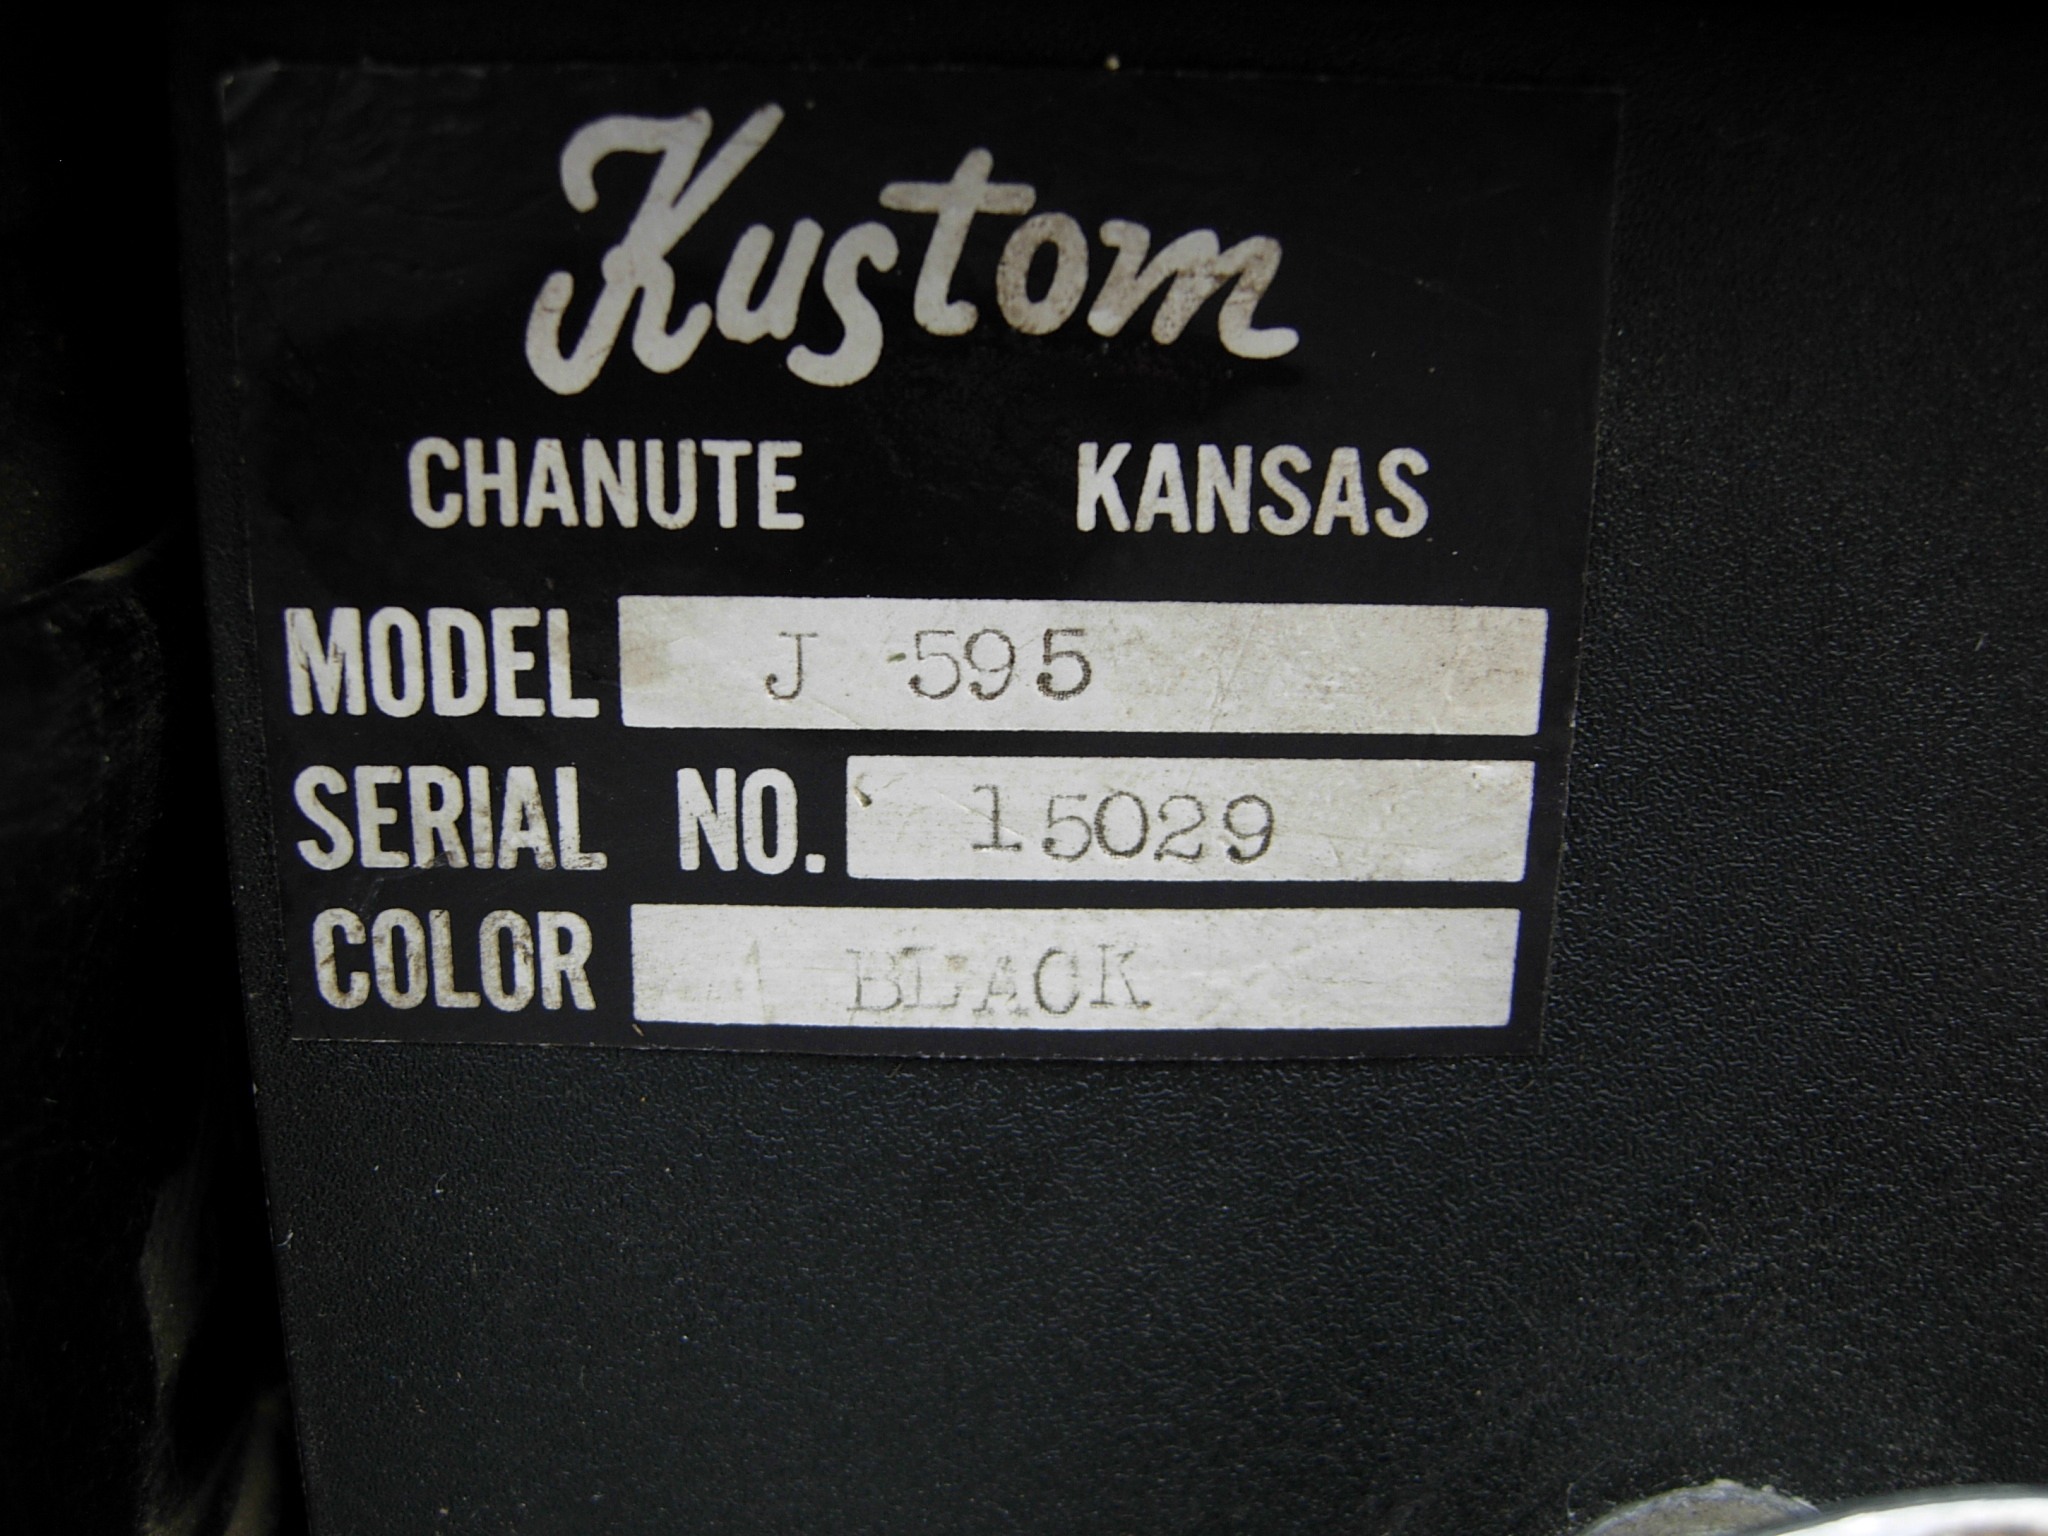 Kustom
CHANUTE KANSAS
MODEL J -595
SERIAL NO. 15029
COLOR BLACK